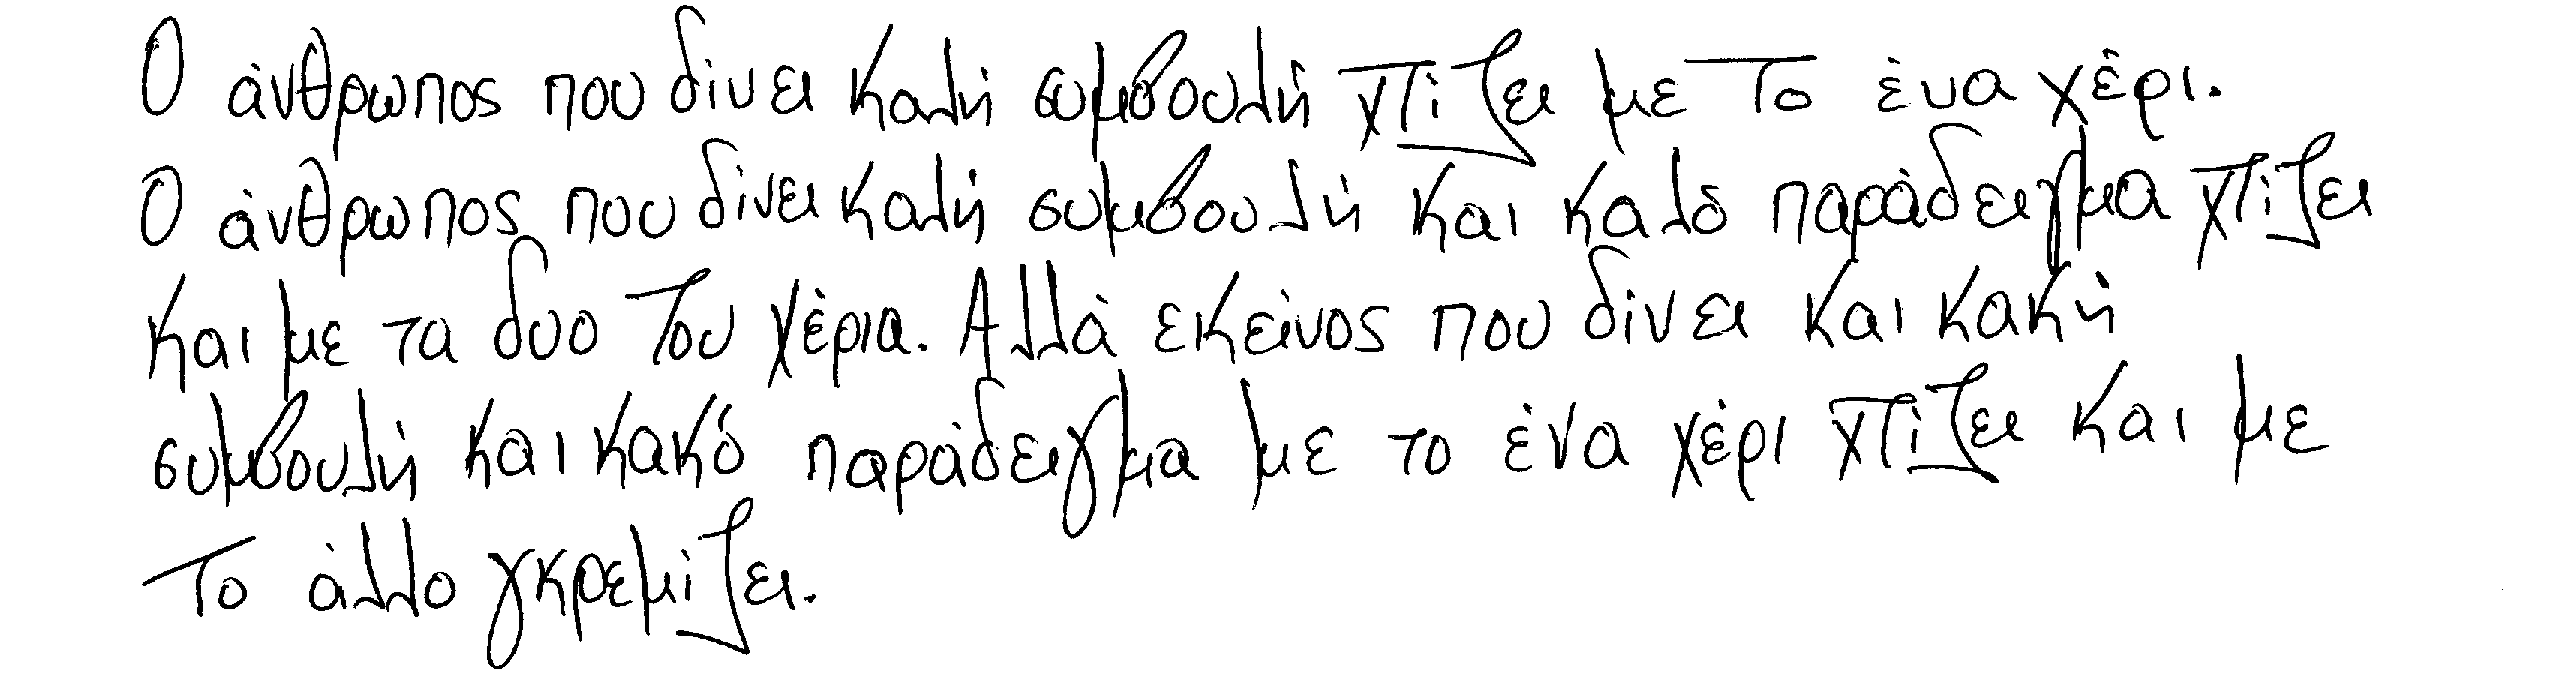 Ο άνθρωπος που δίνει καλή συμβουλή χτίζει με το ένα χέρι.
Ο άνθρωπος που δίνει καλή συμβουλή και καλό παράδειγμα χτίζει
και με τα δυο του χέρια. Αλλά εκείνος που δίνει και κακή
συμβουλή και κακό παράδειγμα με το ένα χέρι χτίζει και με
το άλλο γκρεμίζει.